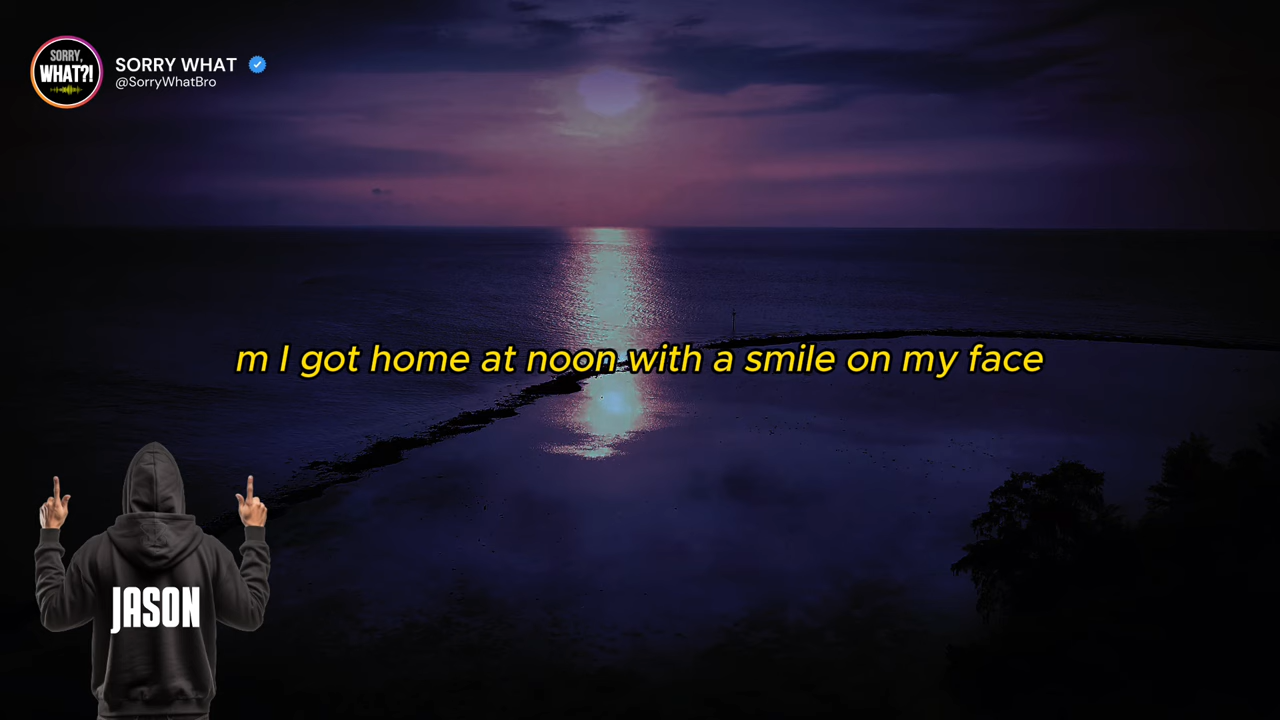 SORRY,
WHAT?!
SORRY WHAT
@SorryWhatBro
m I got home at noon with a smile on my face
JASON